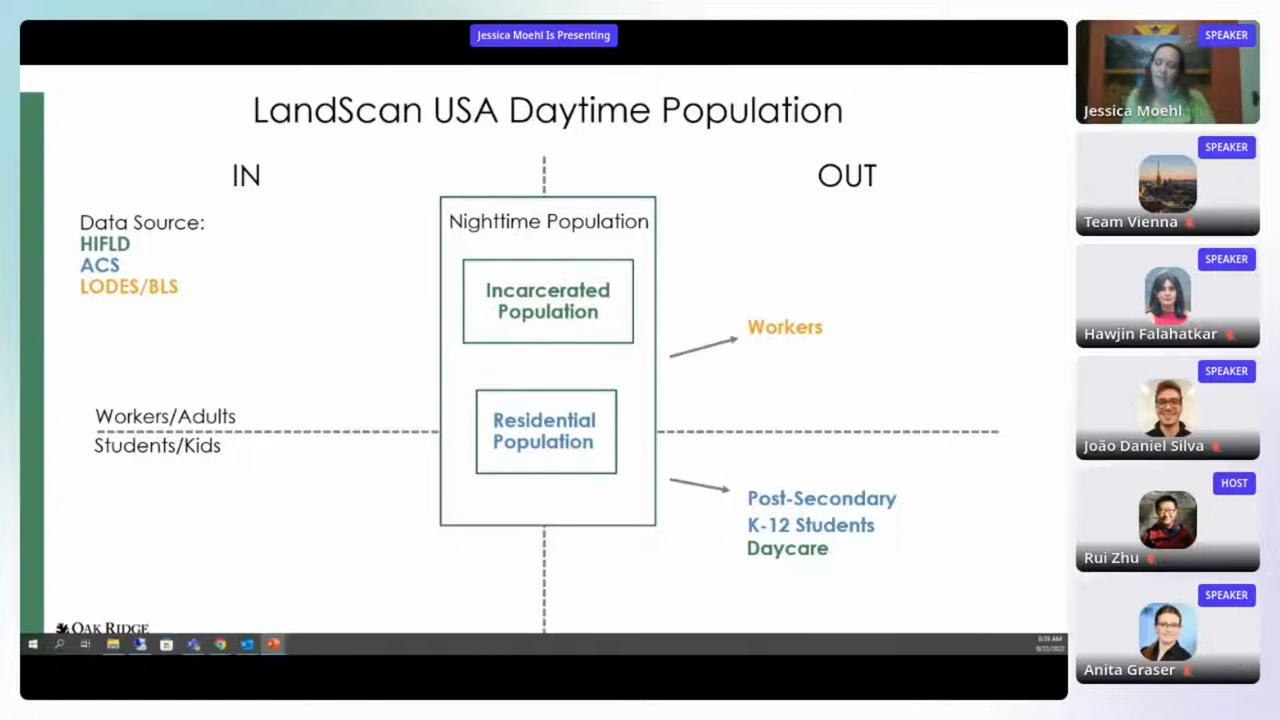 Jessica Moehl Is Presenting
LandScan USA Daytime Population
IN
OUT
Data Source:
HIFLD
ACS
LODES/BLS
Nighttime Population
Incarcerated
Population
Residential
Population
Workers
Workers/Adults
Students/Kids
Post-Secondary
K-12 Students
Daycare
OAK RIDGE
SPEAKER
Jessica Moehl
SPEAKER
Team Vienna
SPEAKER
Hawjin Falahatkar
SPEAKER
João Daniel Silva
HOST
Rui Zhu
SPEAKER
Anita Graser